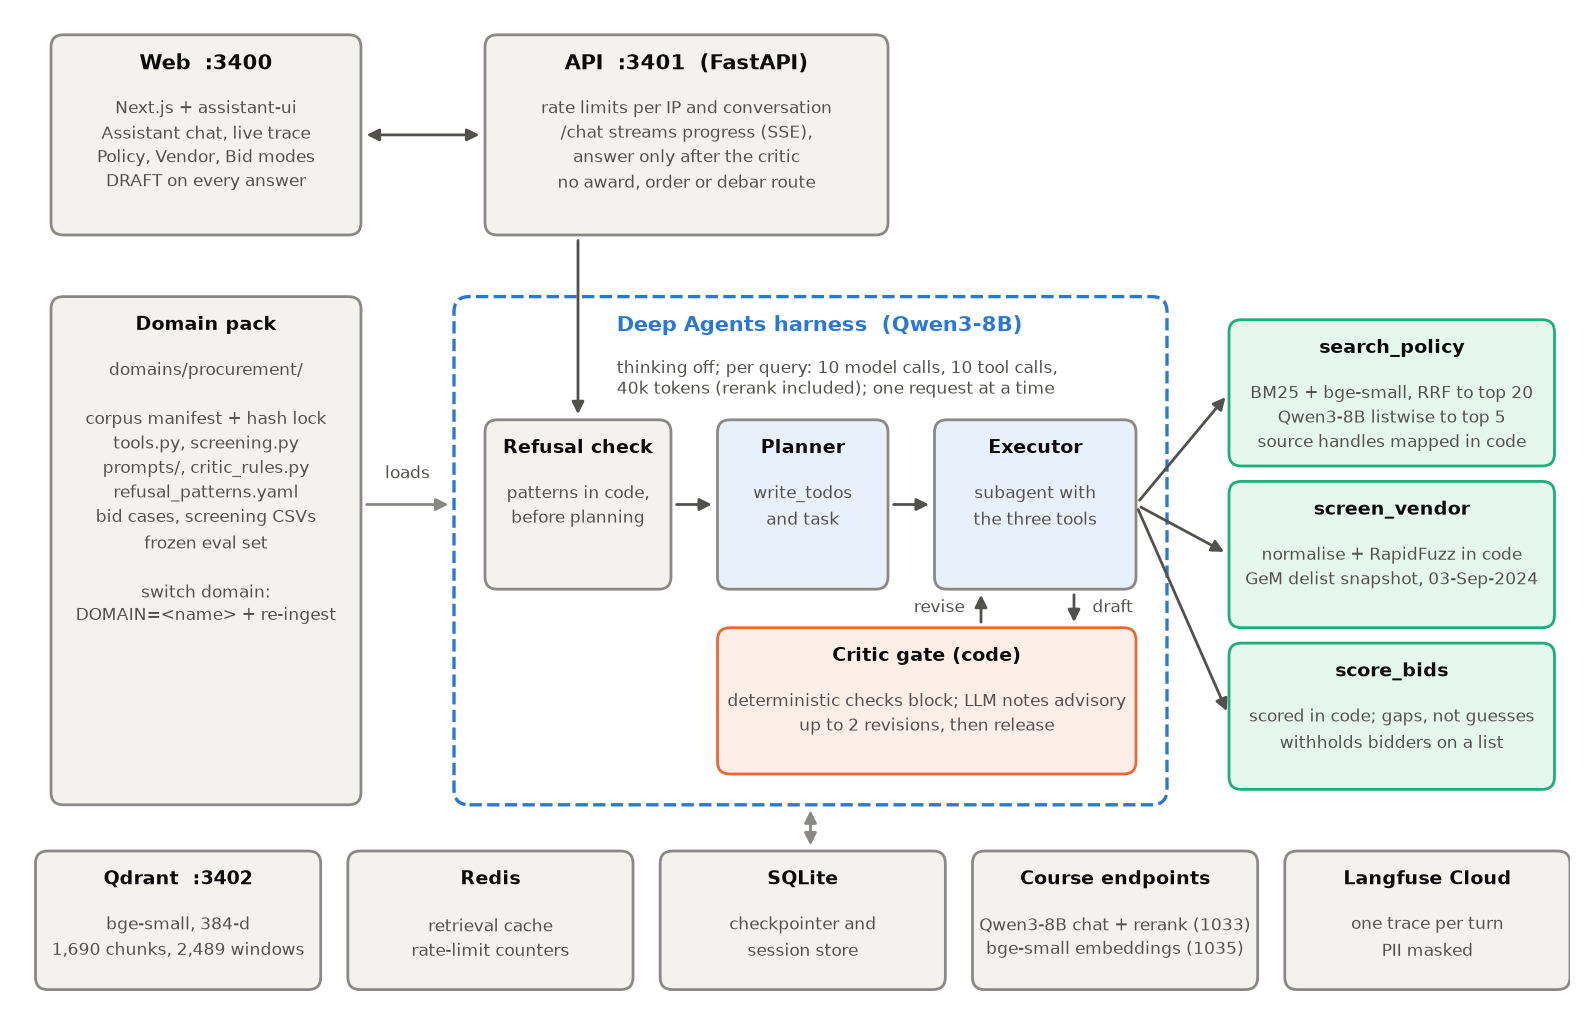 Web  :3400
Next.js + assistant-ui
Assistant chat, live trace
Policy, Vendor, Bid modes
DRAFT on every answer
API  :3401  (FastAPI)
rate limits per IP and conversation
/chat streams progress (SSE),
answer only after the critic
no award, order or debar route
Domain pack
domains/procurement/
corpus manifest + hash lock
tools.py, screening.py
prompts/, critic_rules.py
refusal_patterns.yaml
bid cases, screening CSVs
frozen eval set
switch domain:
DOMAIN=<name> + re-ingest
loads
Deep Agents harness  (Qwen3-8B)
thinking off; per query: 10 model calls, 10 tool calls,
40k tokens (rerank included); one request at a time
Refusal check
patterns in code,
before planning
Planner
write_todos
and task
Executor
subagent with
the three tools
revise
draft
Critic gate (code)
deterministic checks block; LLM notes advisory
up to 2 revisions, then release
search_policy
BM25 + bge-small, RRF to top 20
Qwen3-8B listwise to top 5
source handles mapped in code
screen_vendor
normalise + RapidFuzz in code
GeM delist snapshot, 03-Sep-2024
score_bids
scored in code; gaps, not guesses
withholds bidders on a list
Qdrant  :3402
bge-small, 384-d
1,690 chunks, 2,489 windows
Redis
retrieval cache
rate-limit counters
SQLite
checkpointer and
session store
Course endpoints
Qwen3-8B chat + rerank (1033)
bge-small embeddings (1035)
Langfuse Cloud
one trace per turn
PII masked